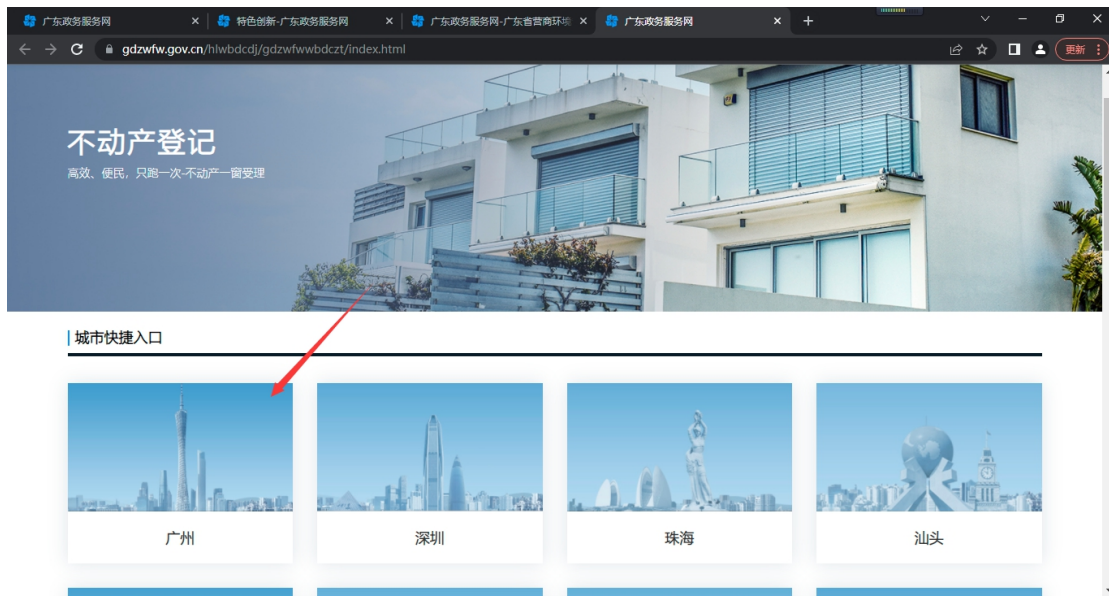 广东政务服务网
特色创新-广东政务服务网
广东政务服务网-广东省营商环境
广东政务服务网
gdzwfw.gov.cn/hlwbdcdj/gdzwfwwbdczt/index.html
更新
不动产登记
高效、便民，只跑一次-不动产一窗受理
城市快捷入口
广州
深圳
珠海
汕头